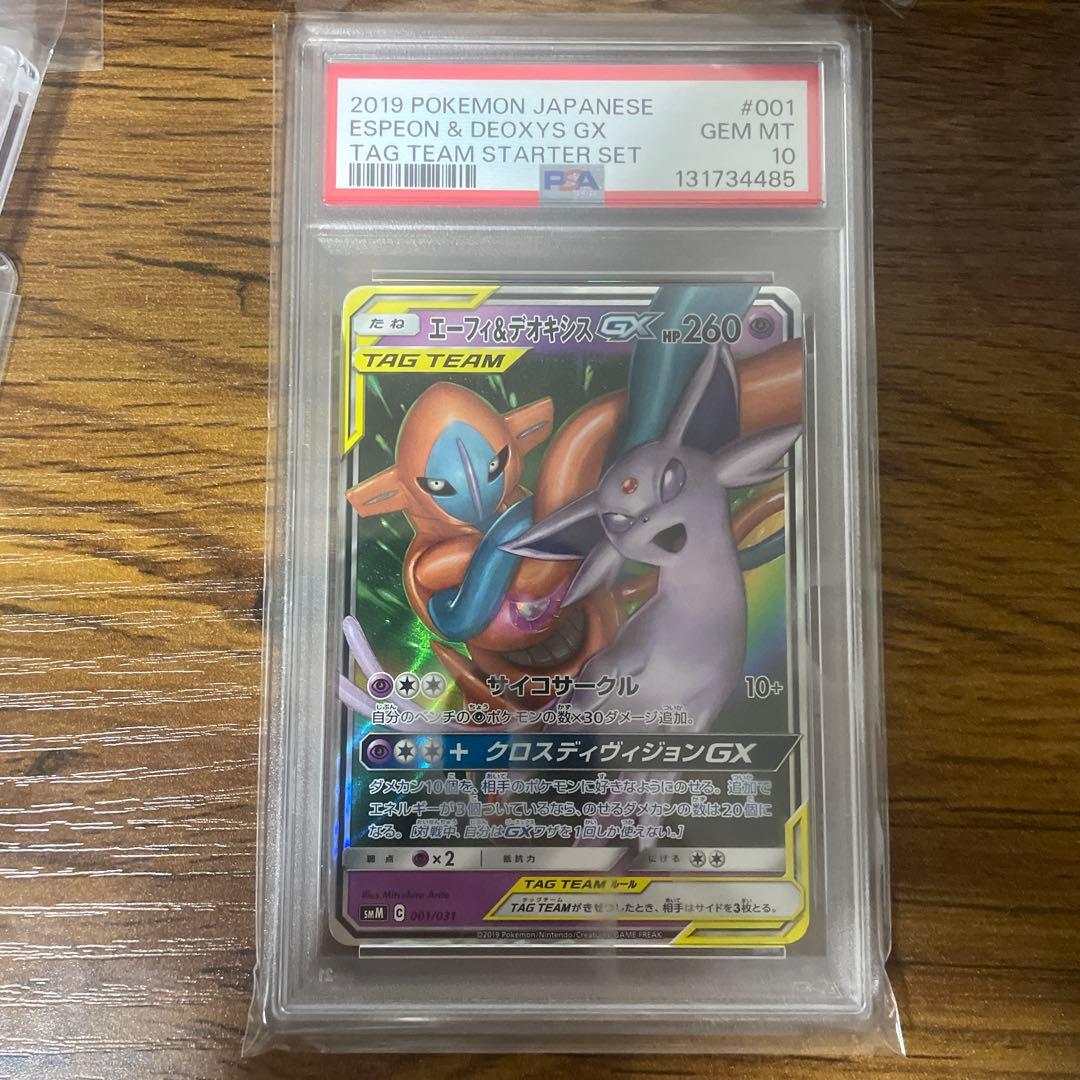 2019 POKEMON JAPANESE #001
ESPEON & DEOXYS GX GEM MT
TAG TEAM STARTER SET 10
PSA 131734485
たね エーフィ&デオキシスGX HP260
TAG TEAM
サイコサークル 10+
自分のベンチのポケモンの数×30ダメージ追加。
+ クロスディヴィジョンGX
ダメカン10個を、相手のポケモンに好きなようにのせる。追加で
エネルギーが3個ついているなら、のせるダメカンの数は20個に
なる。[対戦中、自分はGXワザを1回しか使えない。]
弱点 ×2 抵抗力 にげる
TAG TEAM ルール
Illus. Mitsuhiro Arita
TAG TEAMがきぜつしたとき、相手はサイドを3枚とる。
SMM C 001/031
©2019 Pokémon/Nintendo/Creatures/GAME FREAK